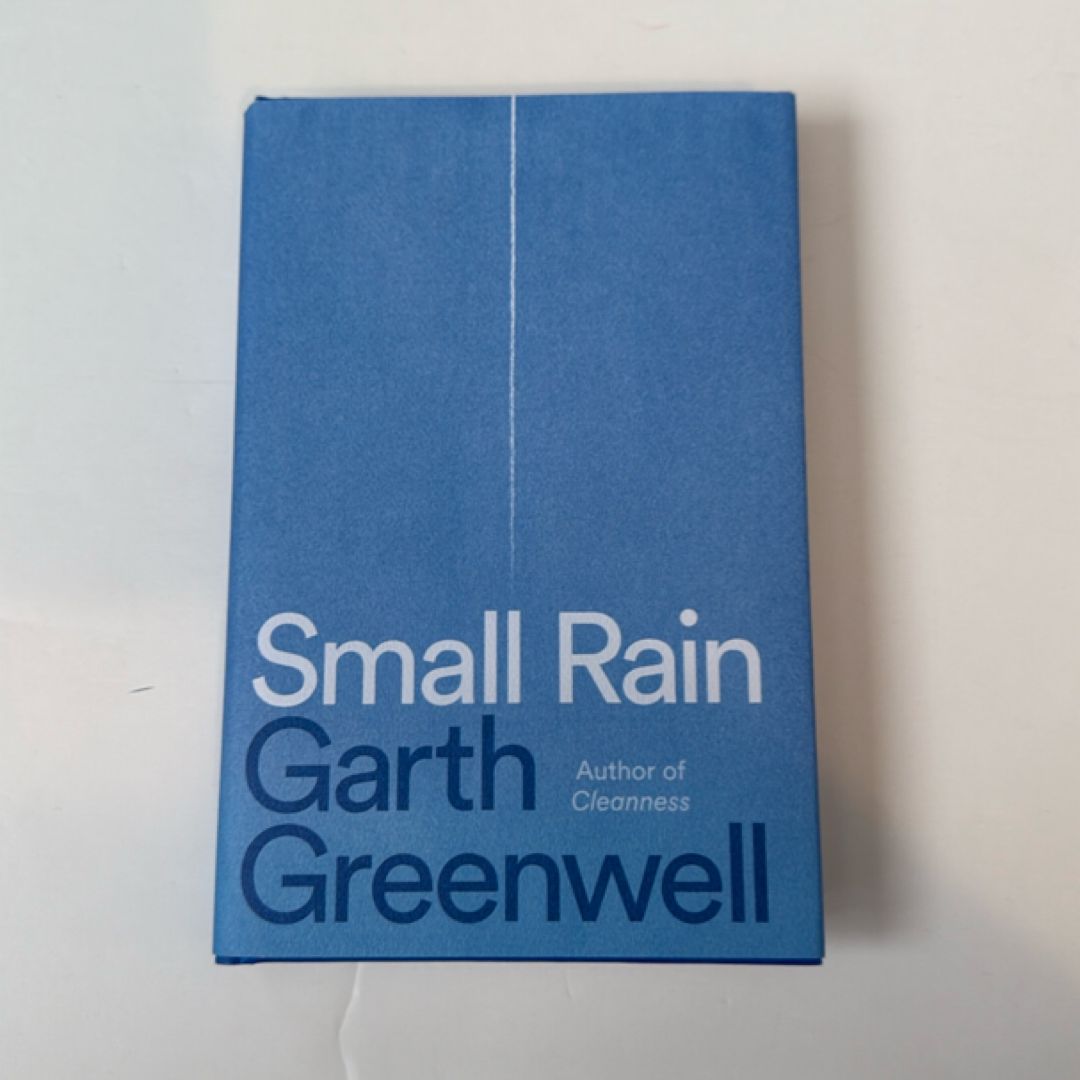 Small Rain
Garth
Author of
Cleanness
Greenwell